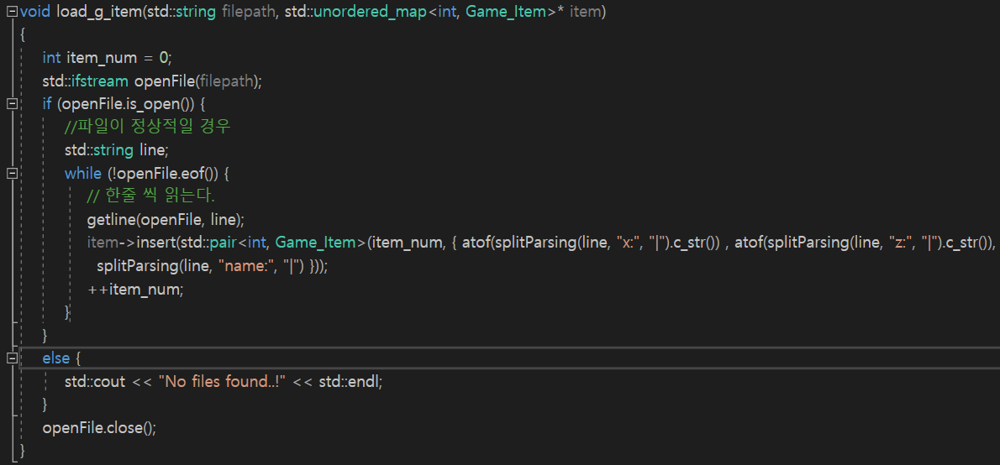 void load_g_item(std::string filepath, std::unordered_map<int, Game_Item>* item)
{
int item_num = 0;
std::ifstream openFile(filepath);
if (openFile.is_open()) {
//파일이 정상적일 경우
std::string line;
while (!openFile.eof()) {
// 한줄 씩 읽는다.
getline(openFile, line);
item->insert(std::pair<int, Game_Item>(item_num, { atof(splitParsing(line, "x:", "|").c_str()) , atof(splitParsing(line, "z:", "|").c_str()),
splitParsing(line, "name:", "|") }));
++item_num;
}
}
else {
std::cout << "No files found..!" << std::endl;
}
openFile.close();
}